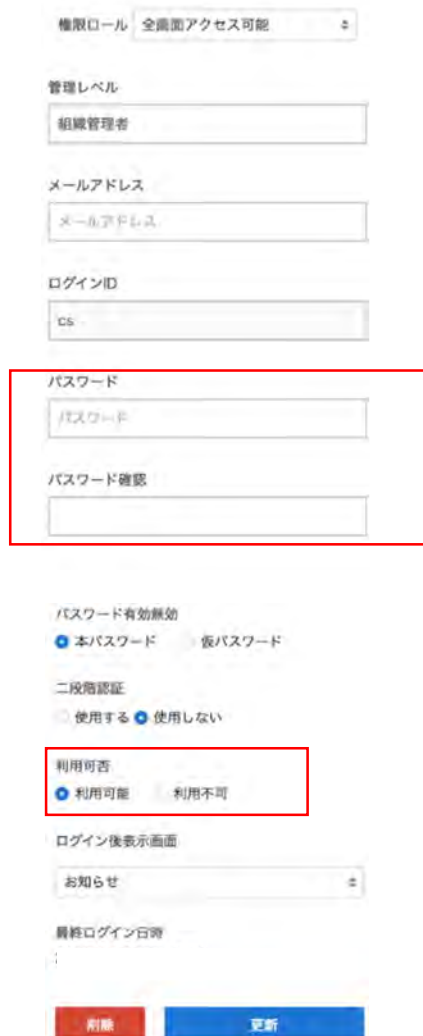 権限ロール 全画面アクセス可能
管理レベル
組織管理者
メールアドレス
メールアドレス
ログインID
cs
パスワード
パスワード
パスワード確認
パスワード有効無効
本パスワード 仮パスワード
二段階認証
使用する 使用しない
利用可否
利用可能 利用不可
ログイン後表示画面
お知らせ
最終ログイン日時
削除 更新